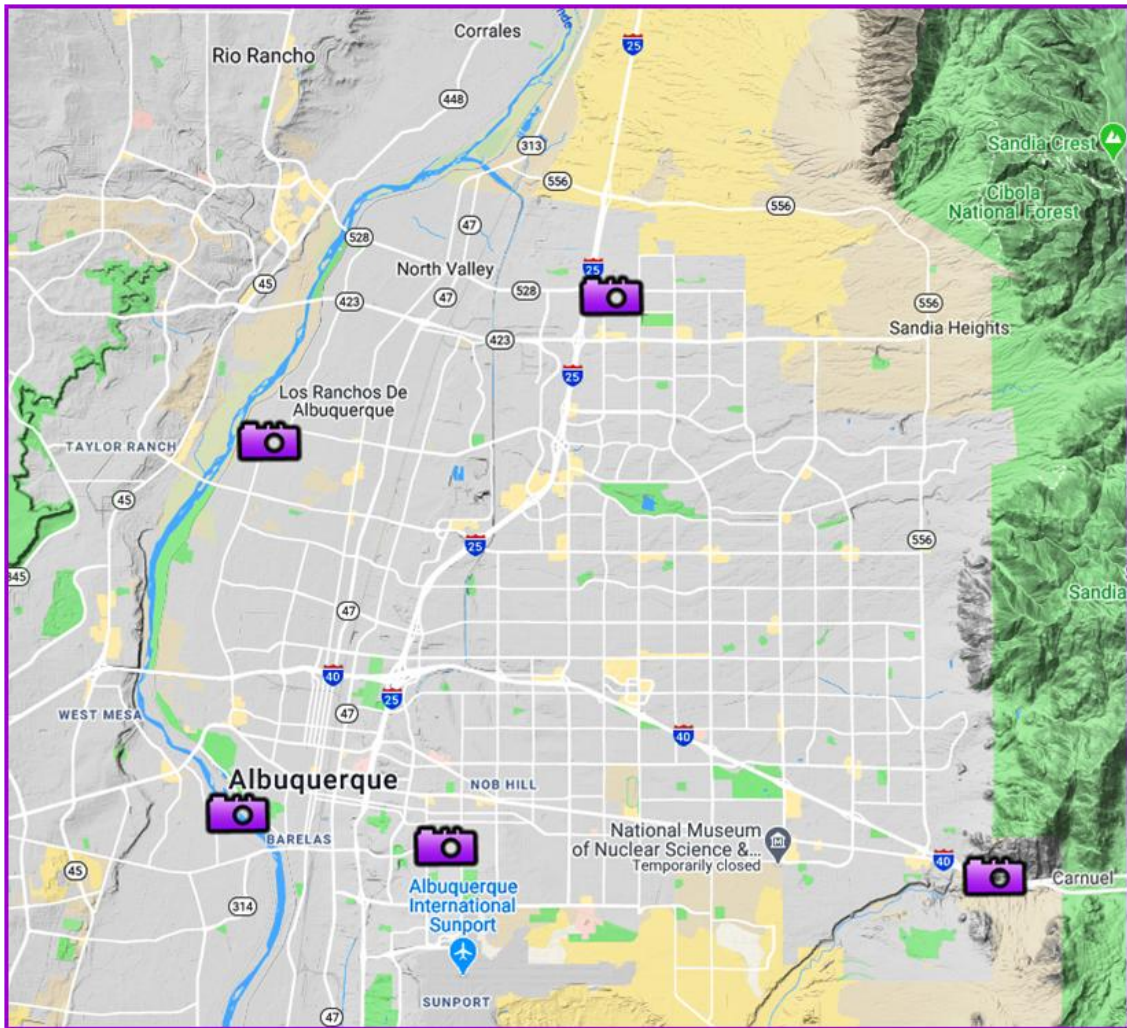 Corrales
25
Rio Rancho
448
313
Sandia Crest
556
556
Cibola
National Forest
47
528
North Valley
25
45
47
528
556
423
Sandia Heights
423
25
Los Ranchos De
Albuquerque
TAYLOR RANCH
45
25
556
345
Sandia
47
40
25
WEST MESA
47
40
Albuquerque
NOB HILL
BARELAS
National Museum
of Nuclear Science &...
Temporarily closed
40
45
Carnuel
Albuquerque
International
Sunport
314
SUNPORT
47